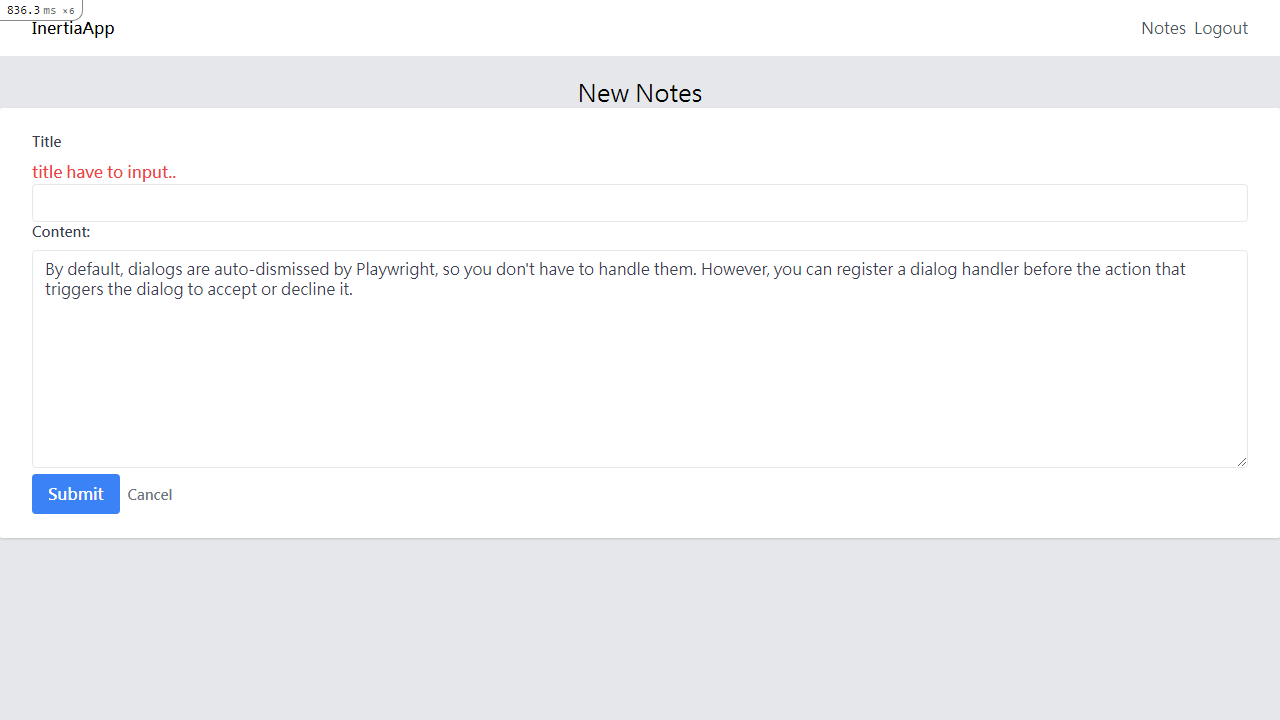 836.3 ms ×6
InertiaApp
Notes Logout
New Notes
Title
title have to input..
Content:
By default, dialogs are auto-dismissed by Playwright, so you don't have to handle them. However, you can register a dialog handler before the action that
triggers the dialog to accept or decline it.
Submit Cancel